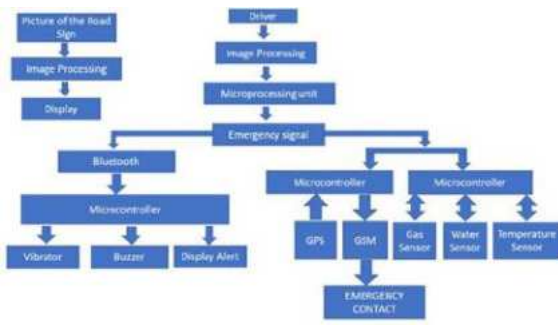 Picture of the Road
Sign
Image Processing
Display
Driver
Image Processing
Microprocessing unit
Emergency signal
Bluetooth
Microcontroller
Vibrator
Buzzer
Display Alert
Microcontroller
Microcontroller
GPS
GSM
Gas
Sensor
Water
Sensor
Temperature
Sensor
EMERGENCY
CONTACT